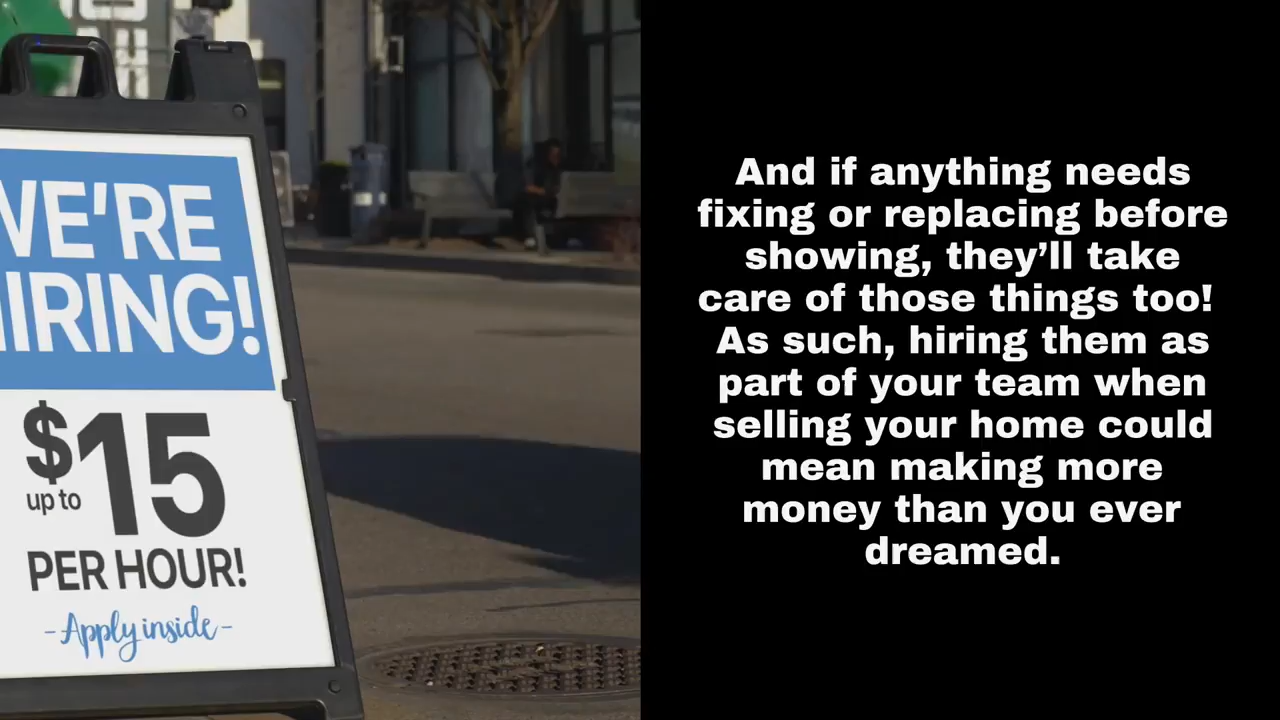 WE'RE
HIRING!
$15
up to
PER HOUR!
-Apply inside-
And if anything needs
fixing or replacing before
showing, they’ll take
care of those things too!
As such, hiring them as
part of your team when
selling your home could
mean making more
money than you ever
dreamed.